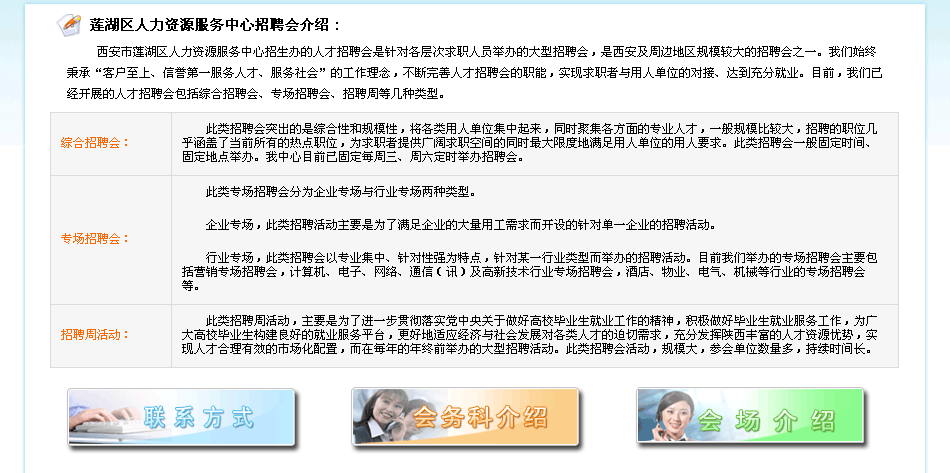 莲湖区人力资源服务中心招聘会介绍：
西安市莲湖区人力资源服务中心招生办的人才招聘会是针对各层次求职人员举办的大型招聘会，是西安及周边地区规模较大的招聘会之一。我们始终
秉承“客户至上、信誉第一服务人才、服务社会”的工作理念，不断完善人才招聘会的职能，实现求职者与用人单位的对接、达到充分就业。目前，我们已
经开展的人才招聘会包括综合招聘会、专场招聘会、招聘周等几种类型。
综合招聘会：
此类招聘会突出的是综合性和规模性，将各类用人单位集中起来，同时聚集各方面的专业人才，一般规模比较大，招聘的职位几
乎涵盖了当前所有的热点职位，为求职者提供广阔求职空间的同时最大限度地满足用人单位的用人要求。此类招聘会一般固定时间、
固定地点举办。我中心目前已固定每周三、周六定时举办招聘会。
专场招聘会：
此类专场招聘会分为企业专场与行业专场两种类型。
企业专场，此类招聘活动主要是为了满足企业的大量用工需求而开设的针对单一企业的招聘活动。
行业专场，此类招聘会以专业集中、针对性强为特点，针对某一行业类型而举办的招聘活动。目前我们举办的专场招聘会主要包
括营销专场招聘会，计算机、电子、网络、通信（讯）及高新技术行业专场招聘会，酒店、物业、电气、机械等行业的专场招聘会
等。
招聘周活动：
此类招聘周活动，主要是为了进一步贯彻落实党中央关于做好高校毕业生就业工作的精神，积极做好毕业生就业服务工作，为广
大高校毕业生构建良好的就业服务平台，更好地适应经济与社会发展对各类人才的迫切需求，充分发挥陕西丰富的人才资源优势，实
现人才合理有效的市场化配置，而在每年的年终前举办的大型招聘活动。此类招聘会活动，规模大，参会单位数量多，持续时间长。
联系方式
会务科介绍
会场介绍